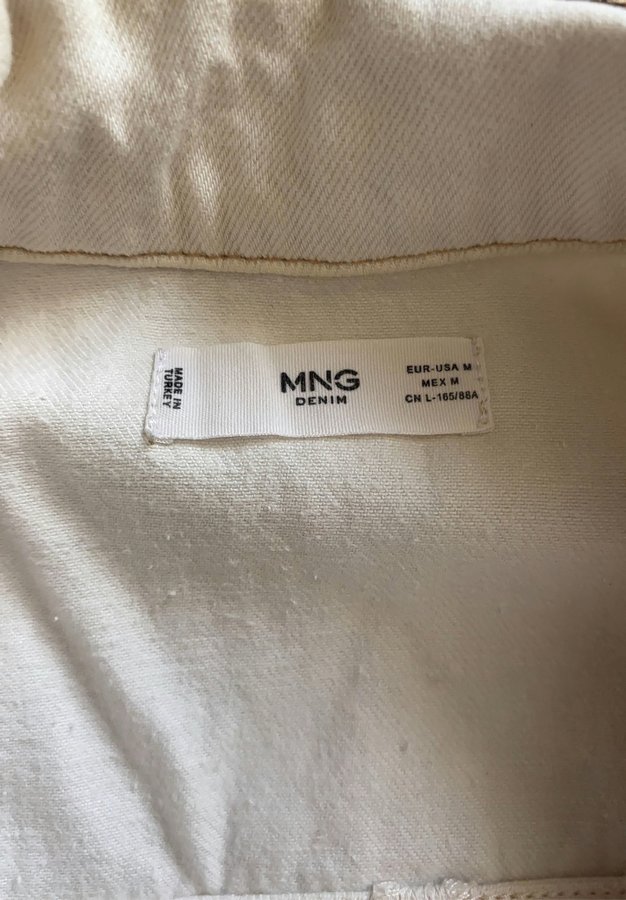 MADE IN
TURKEY
MNG
DENIM
EUR-USA M
MEX M
CN L-165/88A